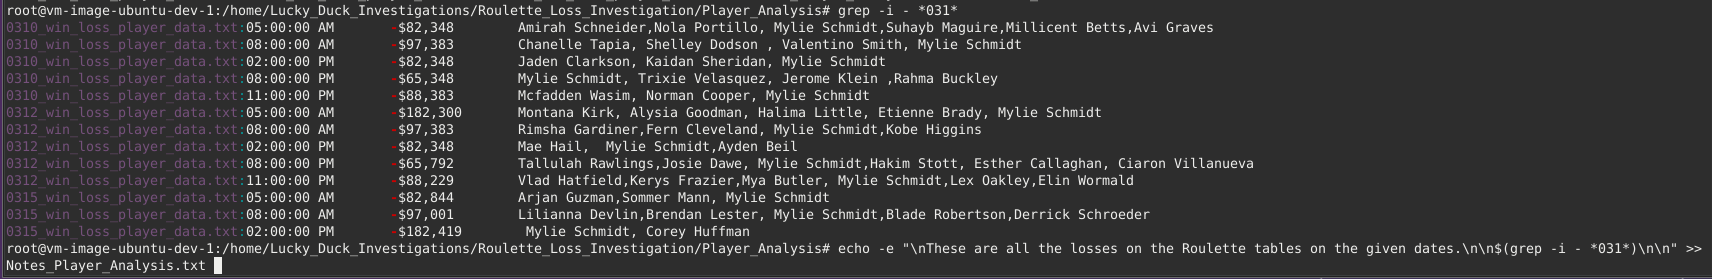 root@vm-image-ubuntu-dev-1:/home/Lucky_Duck_Investigations/Roulette_Loss_Investigation/Player_Analysis# grep -i - *031*
0310_win_loss_player_data.txt:05:00:00 AM -$82,348 Amirah Schneider,Nola Portillo, Mylie Schmidt,Suhayb Maguire,Millicent Betts,Avi Graves
0310_win_loss_player_data.txt:08:00:00 AM -$97,383 Chanelle Tapia, Shelley Dodson , Valentino Smith, Mylie Schmidt
0310_win_loss_player_data.txt:02:00:00 PM -$82,348 Jaden Clarkson, Kaidan Sheridan, Mylie Schmidt
0310_win_loss_player_data.txt:08:00:00 PM -$65,348 Mylie Schmidt, Trixie Velasquez, Jerome Klein ,Rahma Buckley
0310_win_loss_player_data.txt:11:00:00 PM -$88,383 Mcfadden Wasim, Norman Cooper, Mylie Schmidt
0312_win_loss_player_data.txt:05:00:00 AM -$182,300 Montana Kirk, Alysia Goodman, Halima Little, Etienne Brady, Mylie Schmidt
0312_win_loss_player_data.txt:08:00:00 AM -$97,383 Rimsha Gardiner,Fern Cleveland, Mylie Schmidt,Kobe Higgins
0312_win_loss_player_data.txt:02:00:00 PM -$82,348 Mae Hail,  Mylie Schmidt,Ayden Beil
0312_win_loss_player_data.txt:08:00:00 PM -$65,792 Tallulah Rawlings,Josie Dawe, Mylie Schmidt,Hakim Stott, Esther Callaghan, Ciaron Villanueva
0312_win_loss_player_data.txt:11:00:00 PM -$88,229 Vlad Hatfield,Kerys Frazier,Mya Butler, Mylie Schmidt,Lex Oakley,Elin Wormald
0315_win_loss_player_data.txt:05:00:00 AM -$82,844 Arjan Guzman,Sommer Mann, Mylie Schmidt
0315_win_loss_player_data.txt:08:00:00 AM -$97,001 Lilianna Devlin,Brendan Lester, Mylie Schmidt,Blade Robertson,Derrick Schroeder
0315_win_loss_player_data.txt:02:00:00 PM -$182,419 Mylie Schmidt, Corey Huffman
root@vm-image-ubuntu-dev-1:/home/Lucky_Duck_Investigations/Roulette_Loss_Investigation/Player_Analysis# echo -e "\nThese are all the losses on the Roulette tables on the given dates.\n\n$(grep -i - *031*)\n\n" >>
Notes_Player_Analysis.txt